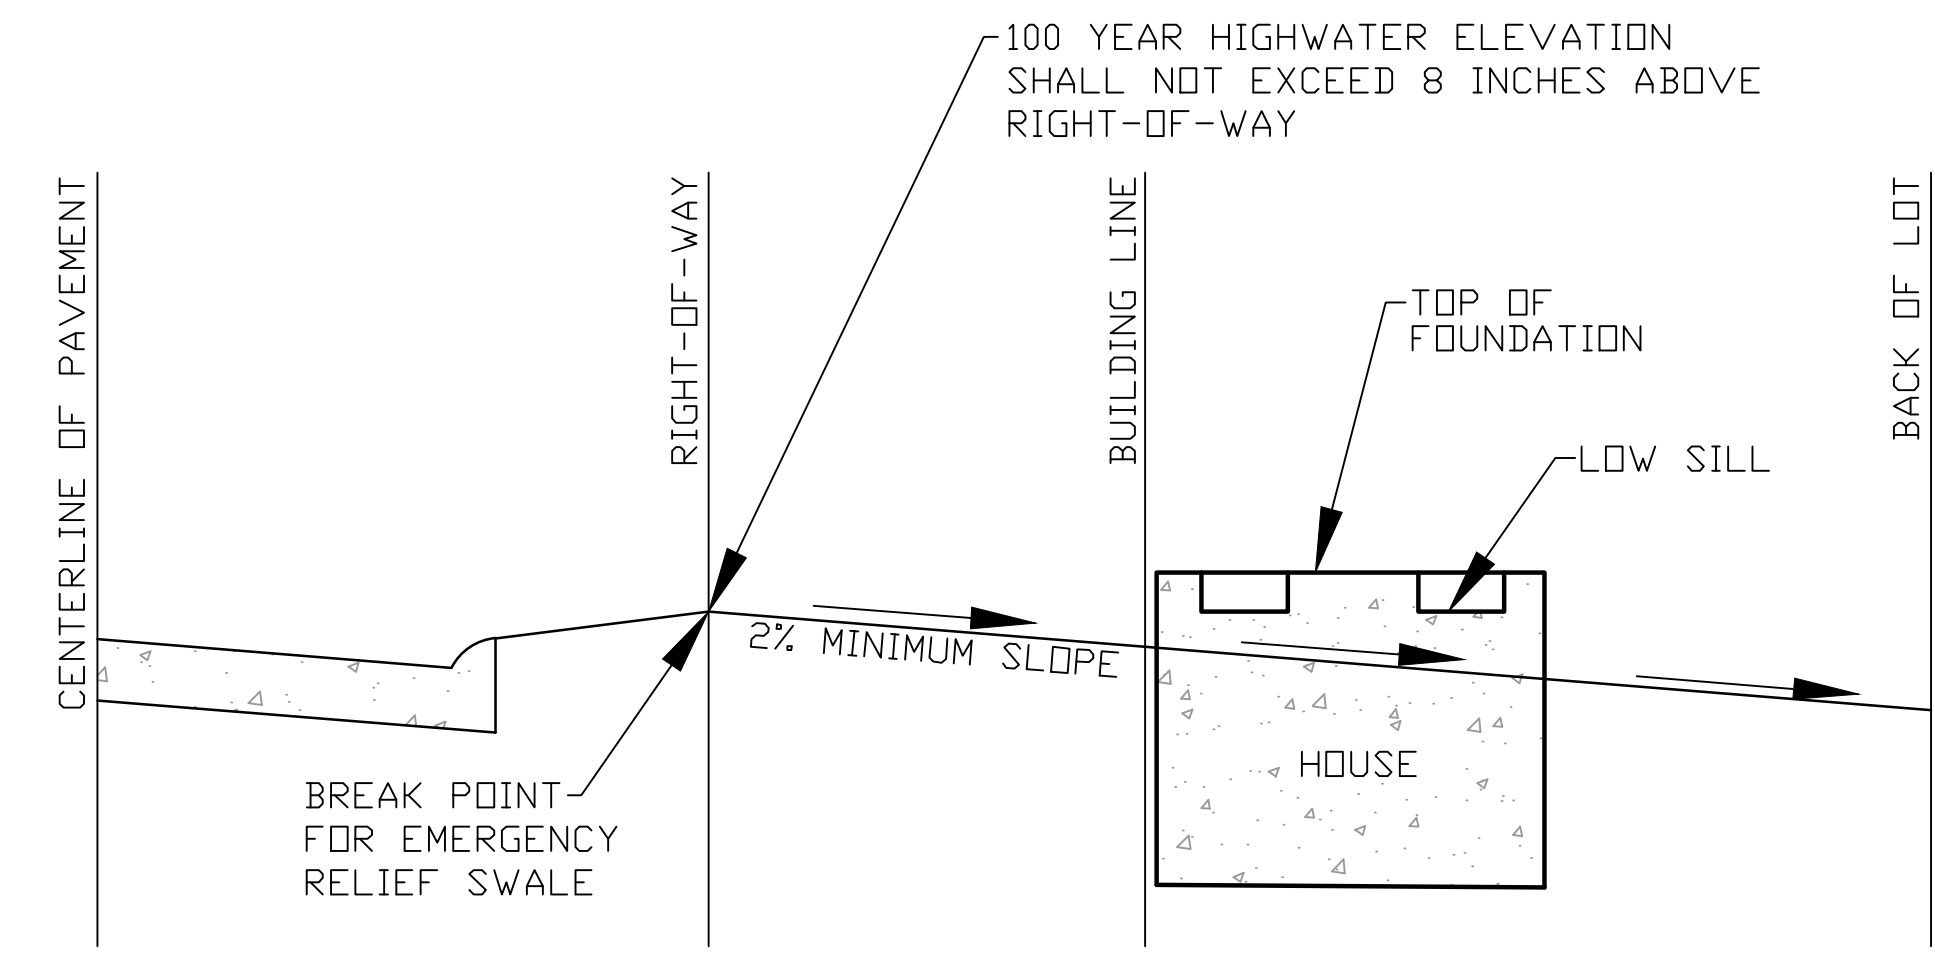 100 YEAR HIGHWATER ELEVATION
SHALL NOT EXCEED 8 INCHES ABOVE
RIGHT-OF-WAY
CENTERLINE OF PAVEMENT
RIGHT-OF-WAY
BUILDING LINE
BACK OF LOT
TOP OF
FOUNDATION
LOW SILL
2% MINIMUM SLOPE
HOUSE
BREAK POINT
FOR EMERGENCY
RELIEF SWALE